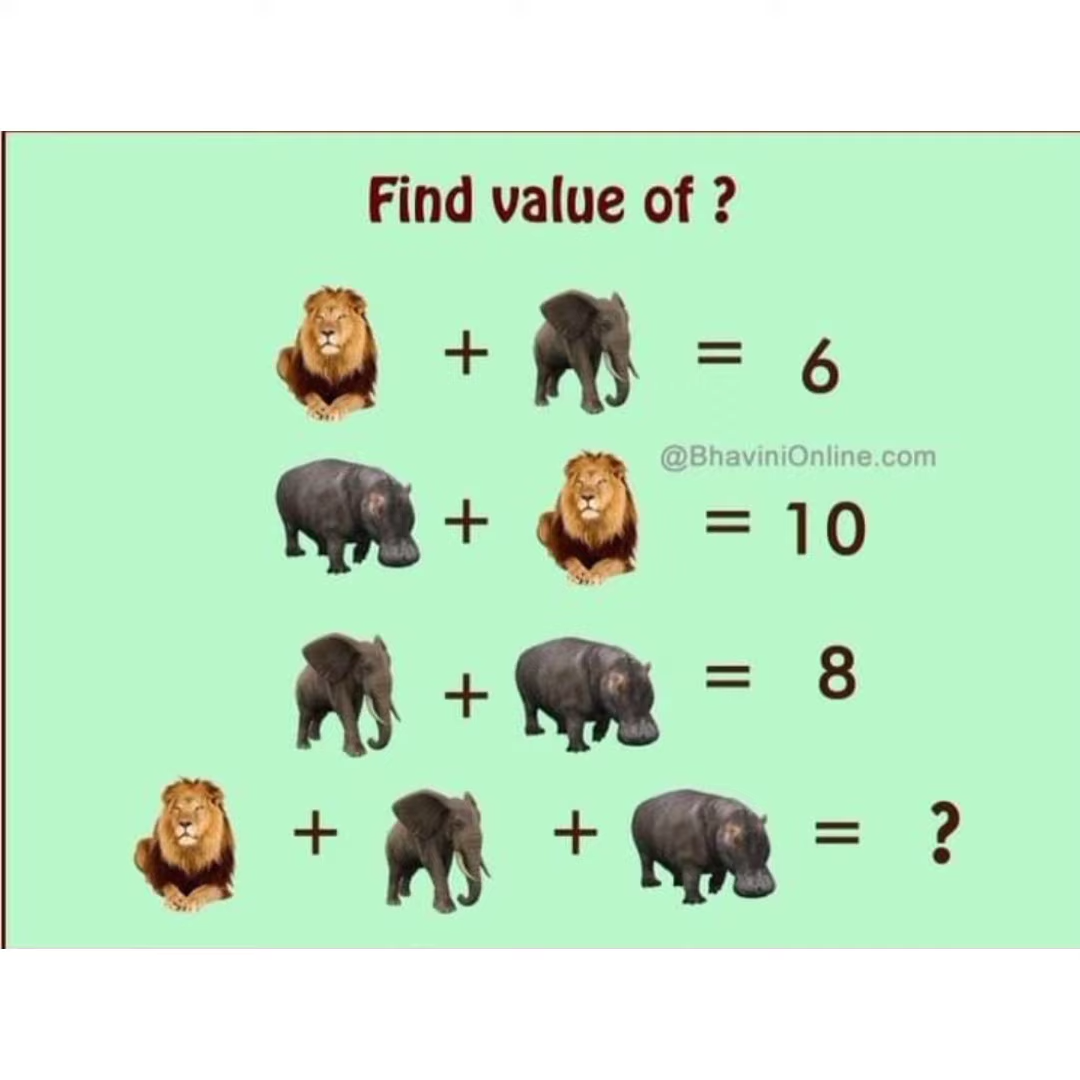 Find value of ?
+ = 6
@BhaviniOnline.com
+ = 10
+ = 8
+ + = ?